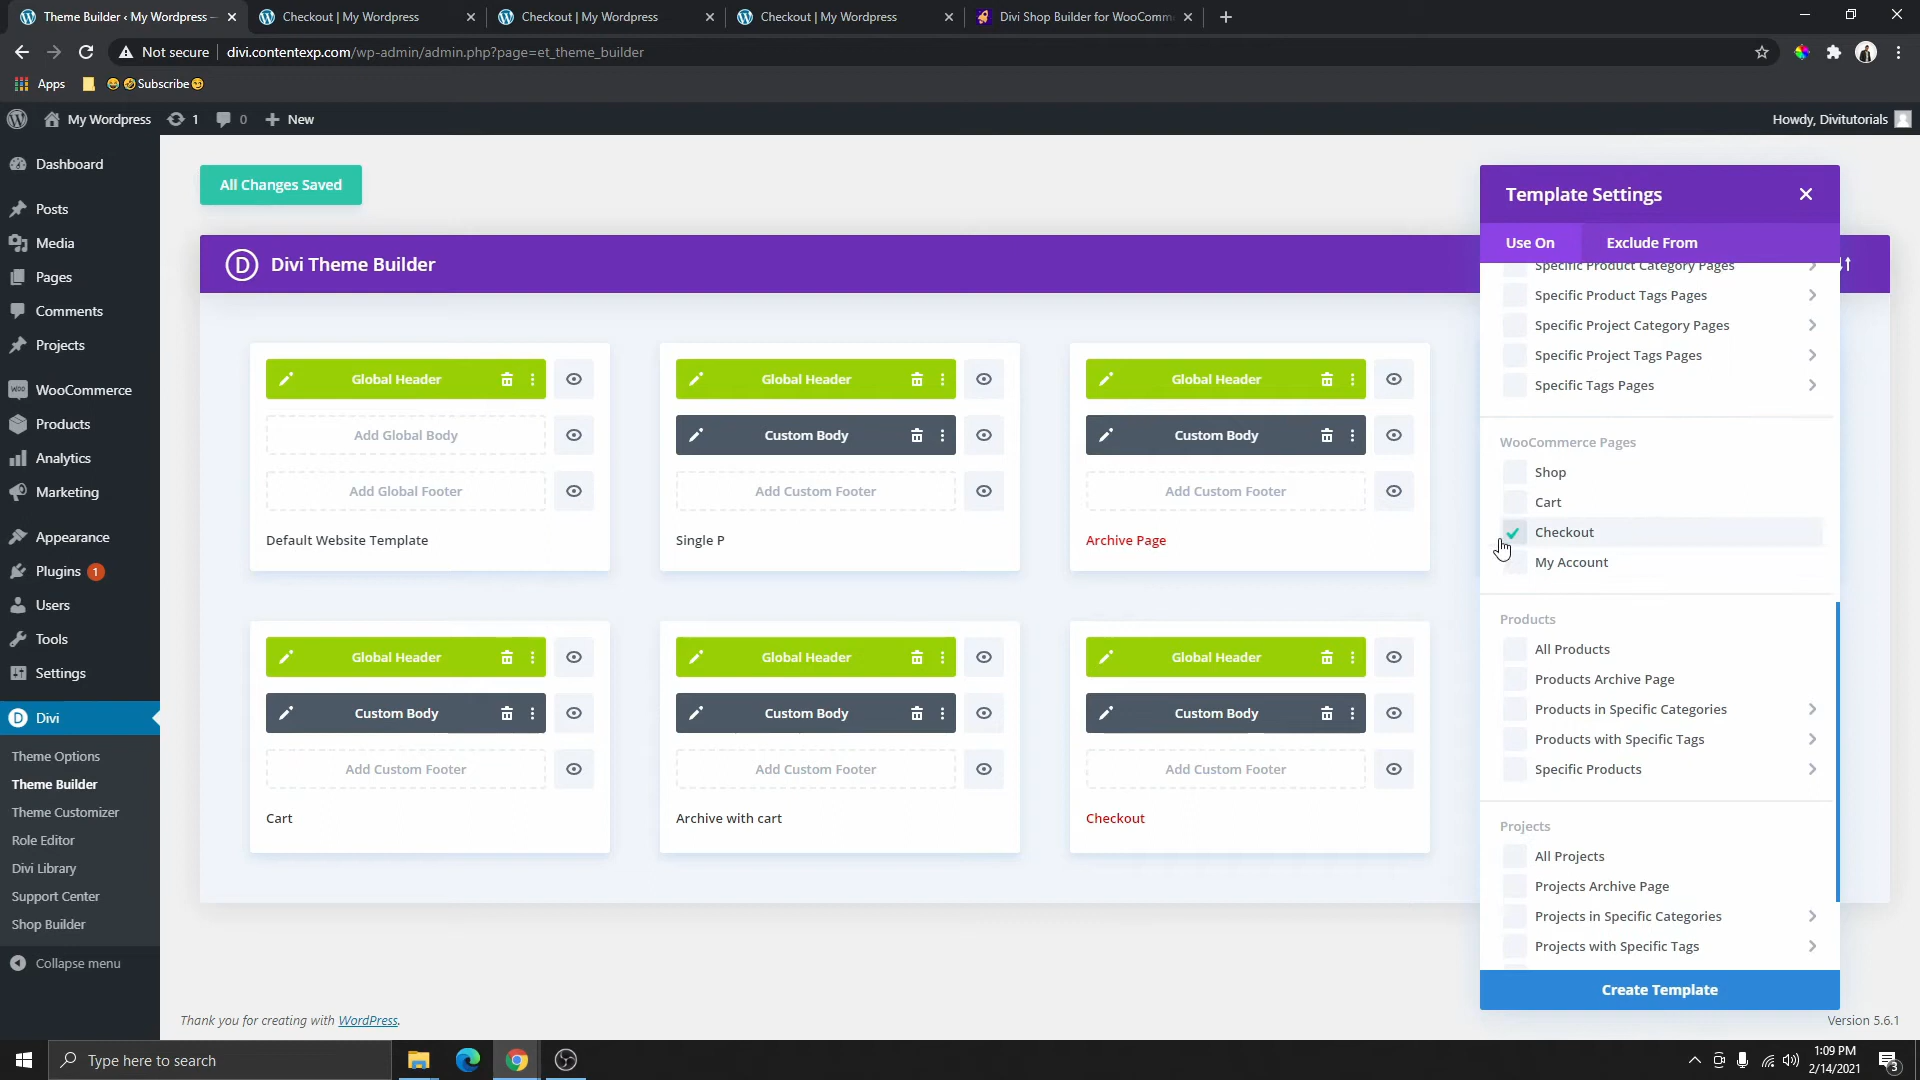 Theme Builder ‹ My Wordpress —
Checkout | My Wordpress
Checkout | My Wordpress
Checkout | My Wordpress
Divi Shop Builder for WooComm
Not secure
divi.contentexp.com/wp-admin/admin.php?page=et_theme_builder
Apps
😄🤣Subscribe😏
My Wordpress
1
0
New
Howdy, Divitutorials
Dashboard
Posts
Media
Pages
Comments
Projects
WooCommerce
Products
Analytics
Marketing
Appearance
Plugins 1
Users
Tools
Settings
Divi
Theme Options
Theme Builder
Theme Customizer
Role Editor
Divi Library
Support Center
Shop Builder
Collapse menu
All Changes Saved
D Divi Theme Builder
Global Header
Add Global Body
Add Global Footer
Default Website Template
Global Header
Custom Body
Add Custom Footer
Single P
Global Header
Custom Body
Add Custom Footer
Archive Page
Global Header
Custom Body
Add Custom Footer
Cart
Global Header
Custom Body
Add Custom Footer
Archive with cart
Global Header
Custom Body
Add Custom Footer
Checkout
Template Settings
Use On
Exclude From
Specific Product Category Pages
Specific Product Tags Pages
Specific Project Category Pages
Specific Project Tags Pages
Specific Tags Pages
WooCommerce Pages
Shop
Cart
Checkout
My Account
Products
All Products
Products Archive Page
Products in Specific Categories
Products with Specific Tags
Specific Products
Projects
All Projects
Projects Archive Page
Projects in Specific Categories
Projects with Specific Tags
Create Template
Thank you for creating with WordPress.
Version 5.6.1
Type here to search
1:09 PM
2/14/2021
3